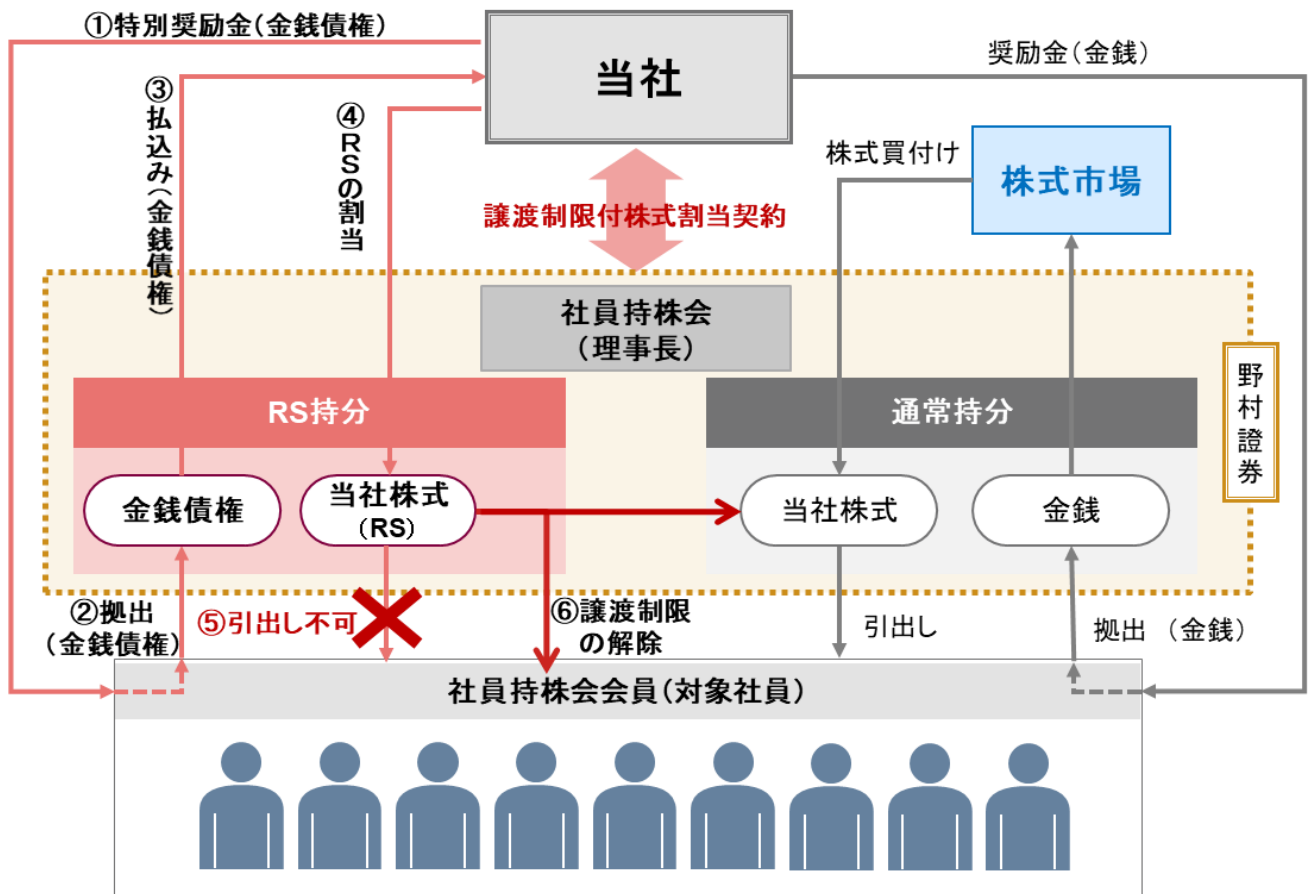 ①特別奨励金(金銭債権)
当社
奨励金(金銭)
③払込み(金銭債権)
④RSの割当
株式買付け
株式市場
譲渡制限付株式割当契約
社員持株会
(理事長)
野村證券
RS持分
通常持分
金銭債権
当社株式
(RS)
当社株式
金銭
②拠出
(金銭債権)
⑤引出し不可
⑥譲渡制限
の解除
引出し
拠出 (金銭)
社員持株会会員(対象社員)